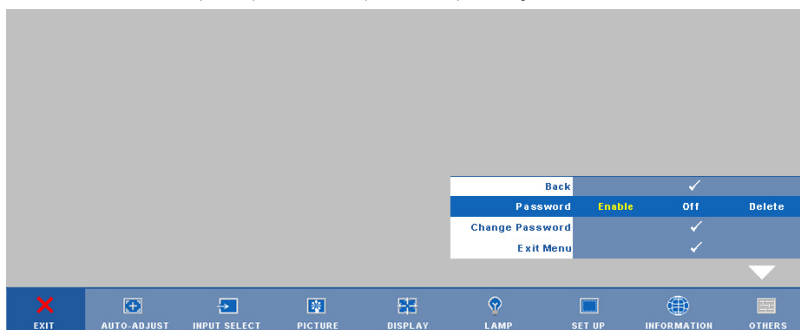 Back
Password Enable Off Delete
Change Password
Exit Menu
EXIT AUTO-ADJUST INPUT SELECT PICTURE DISPLAY LAMP SET UP INFORMATION OTHERS